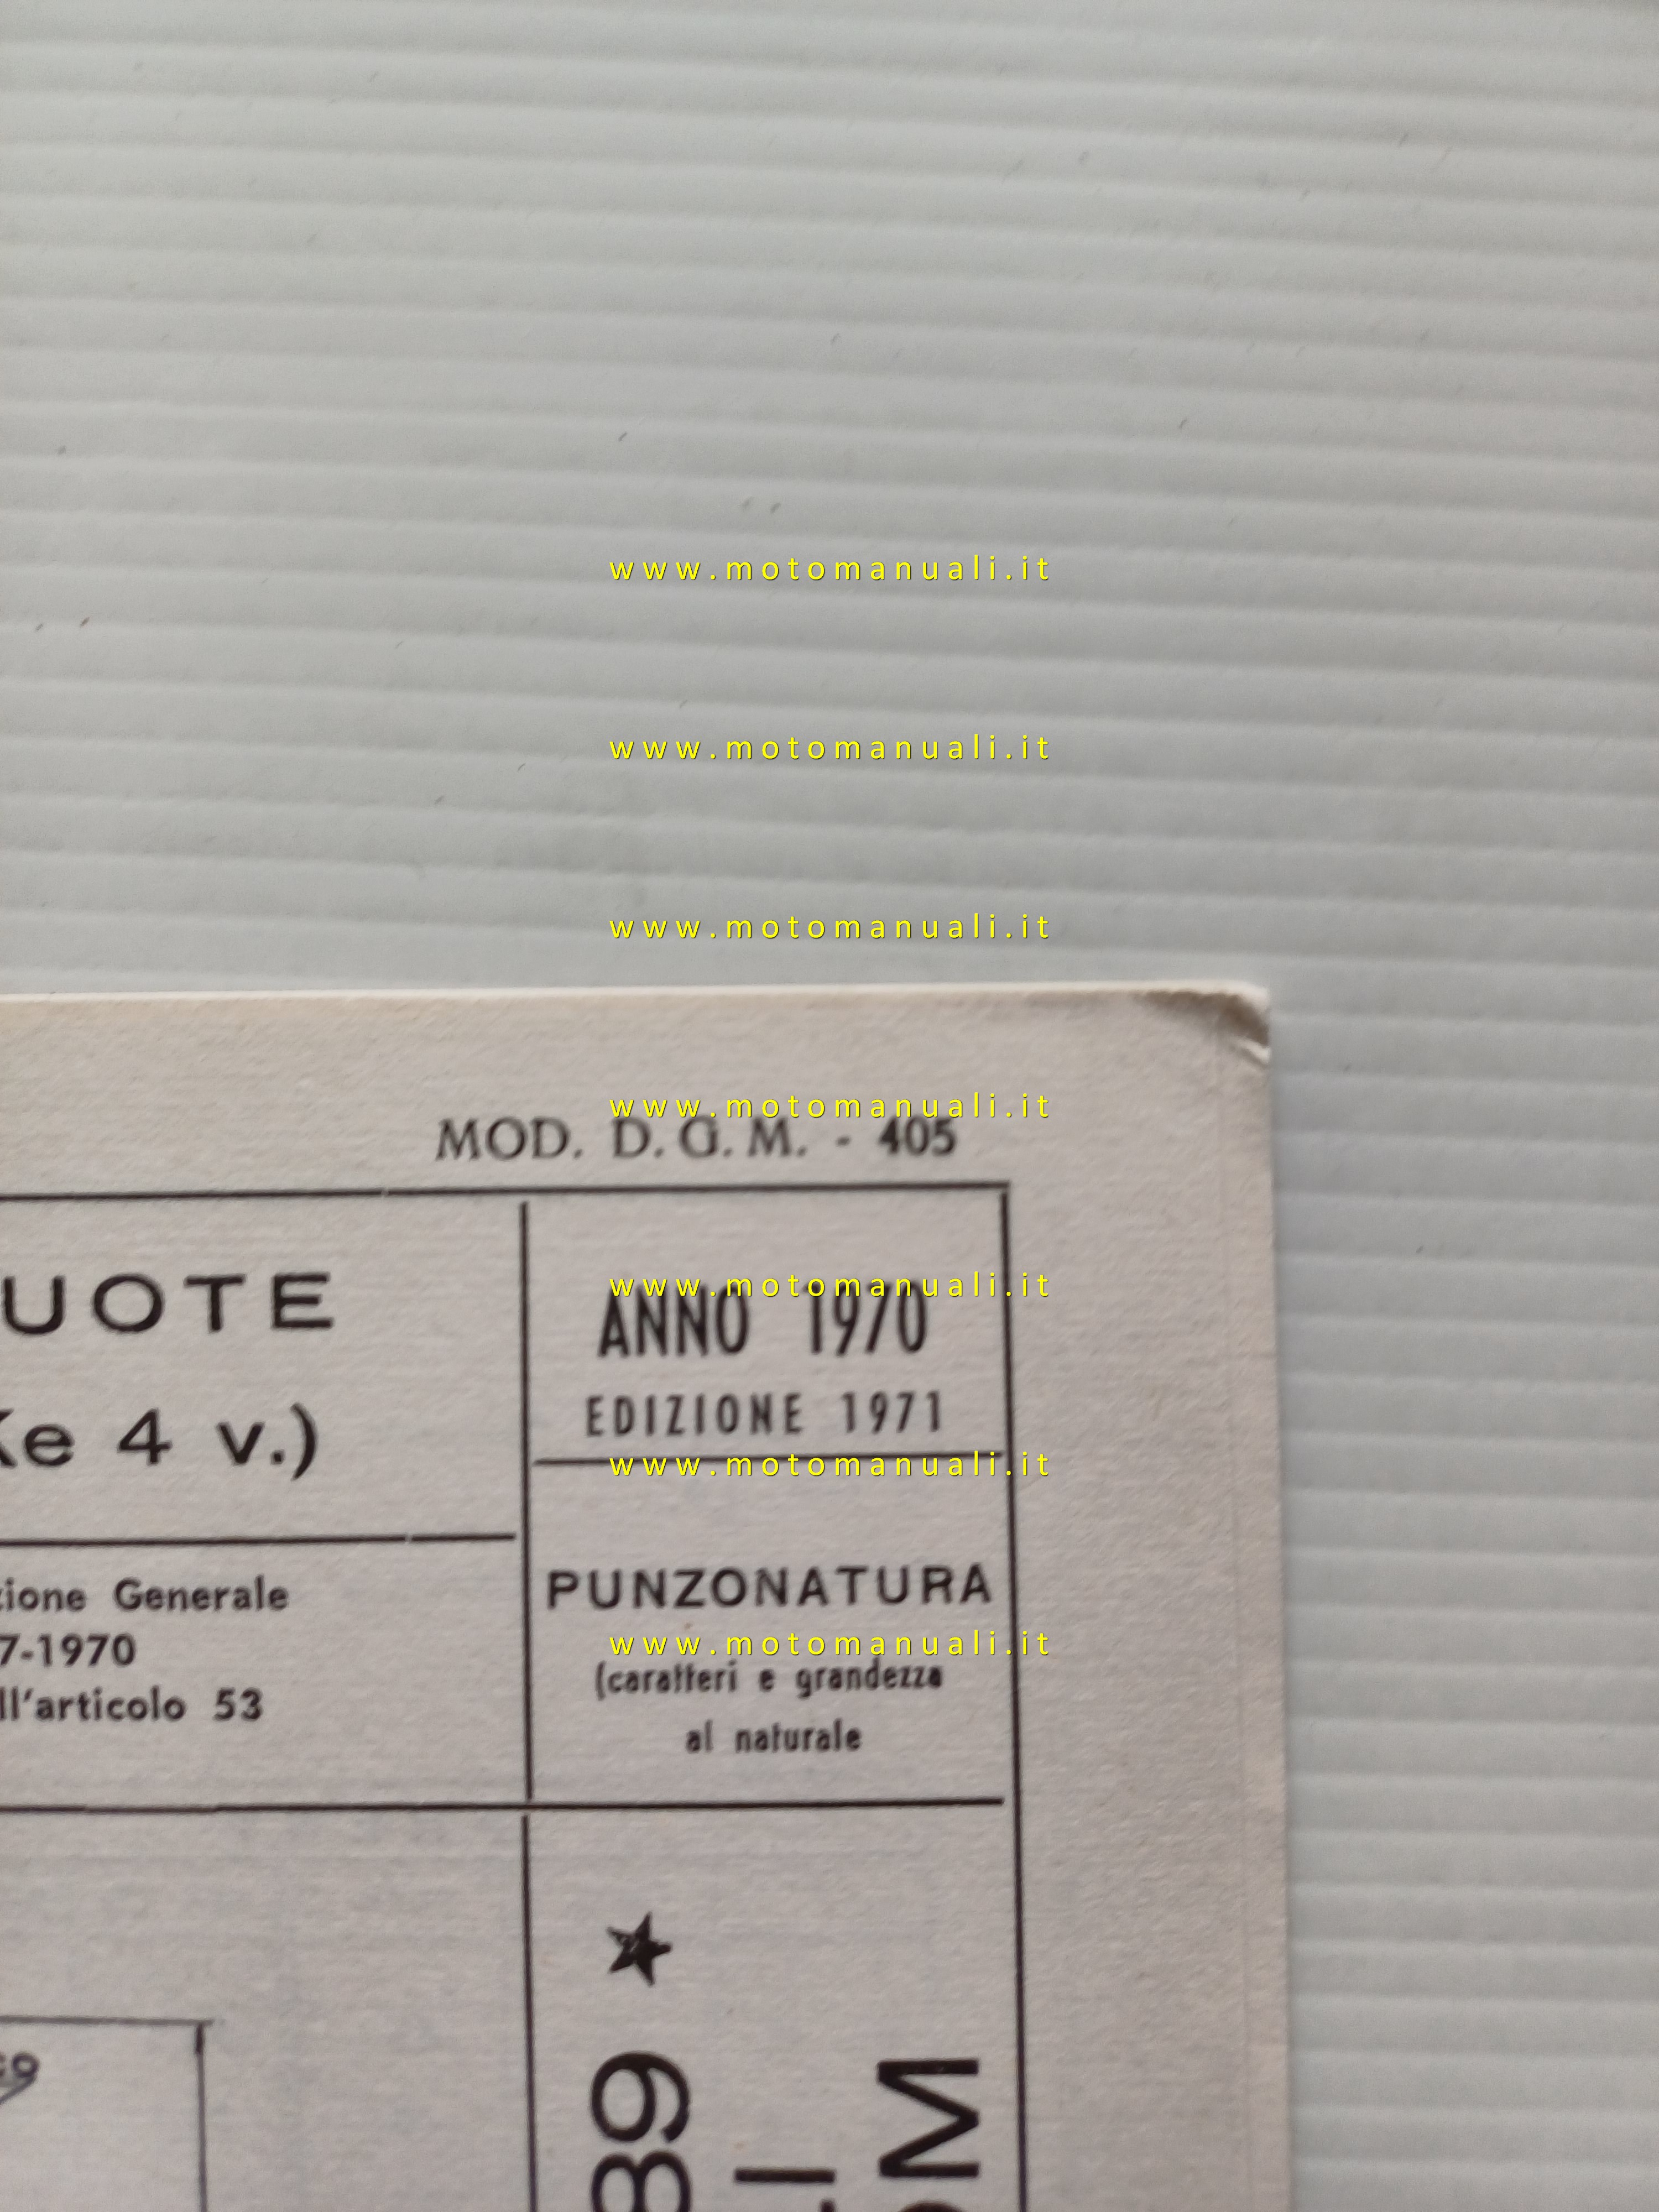 www.motomanuali.it
www.motomanuali.it
www.motomanuali.it
www.motomanuali.it
MOD. D.G.M. - 405
www.motomanuali.it
UOTE
ANNO 1970
EDIZIONE 1971
e 4 v.)
www.motomanuali.it
PUNZONATURA
zione Generale
7-1970
www.motomanuali.it
ll'articolo 53
(caratteri e grandezza
al naturale
89 ★
M